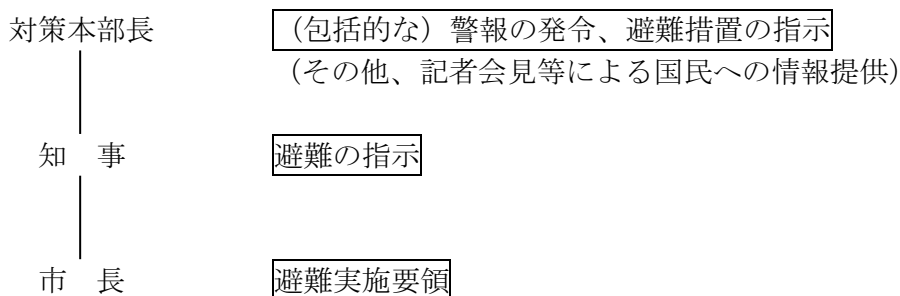 対策本部長 （包括的な）警報の発令、避難措置の指示
（その他、記者会見等による国民への情報提供）
知 事 避難の指示
市 長 避難実施要領